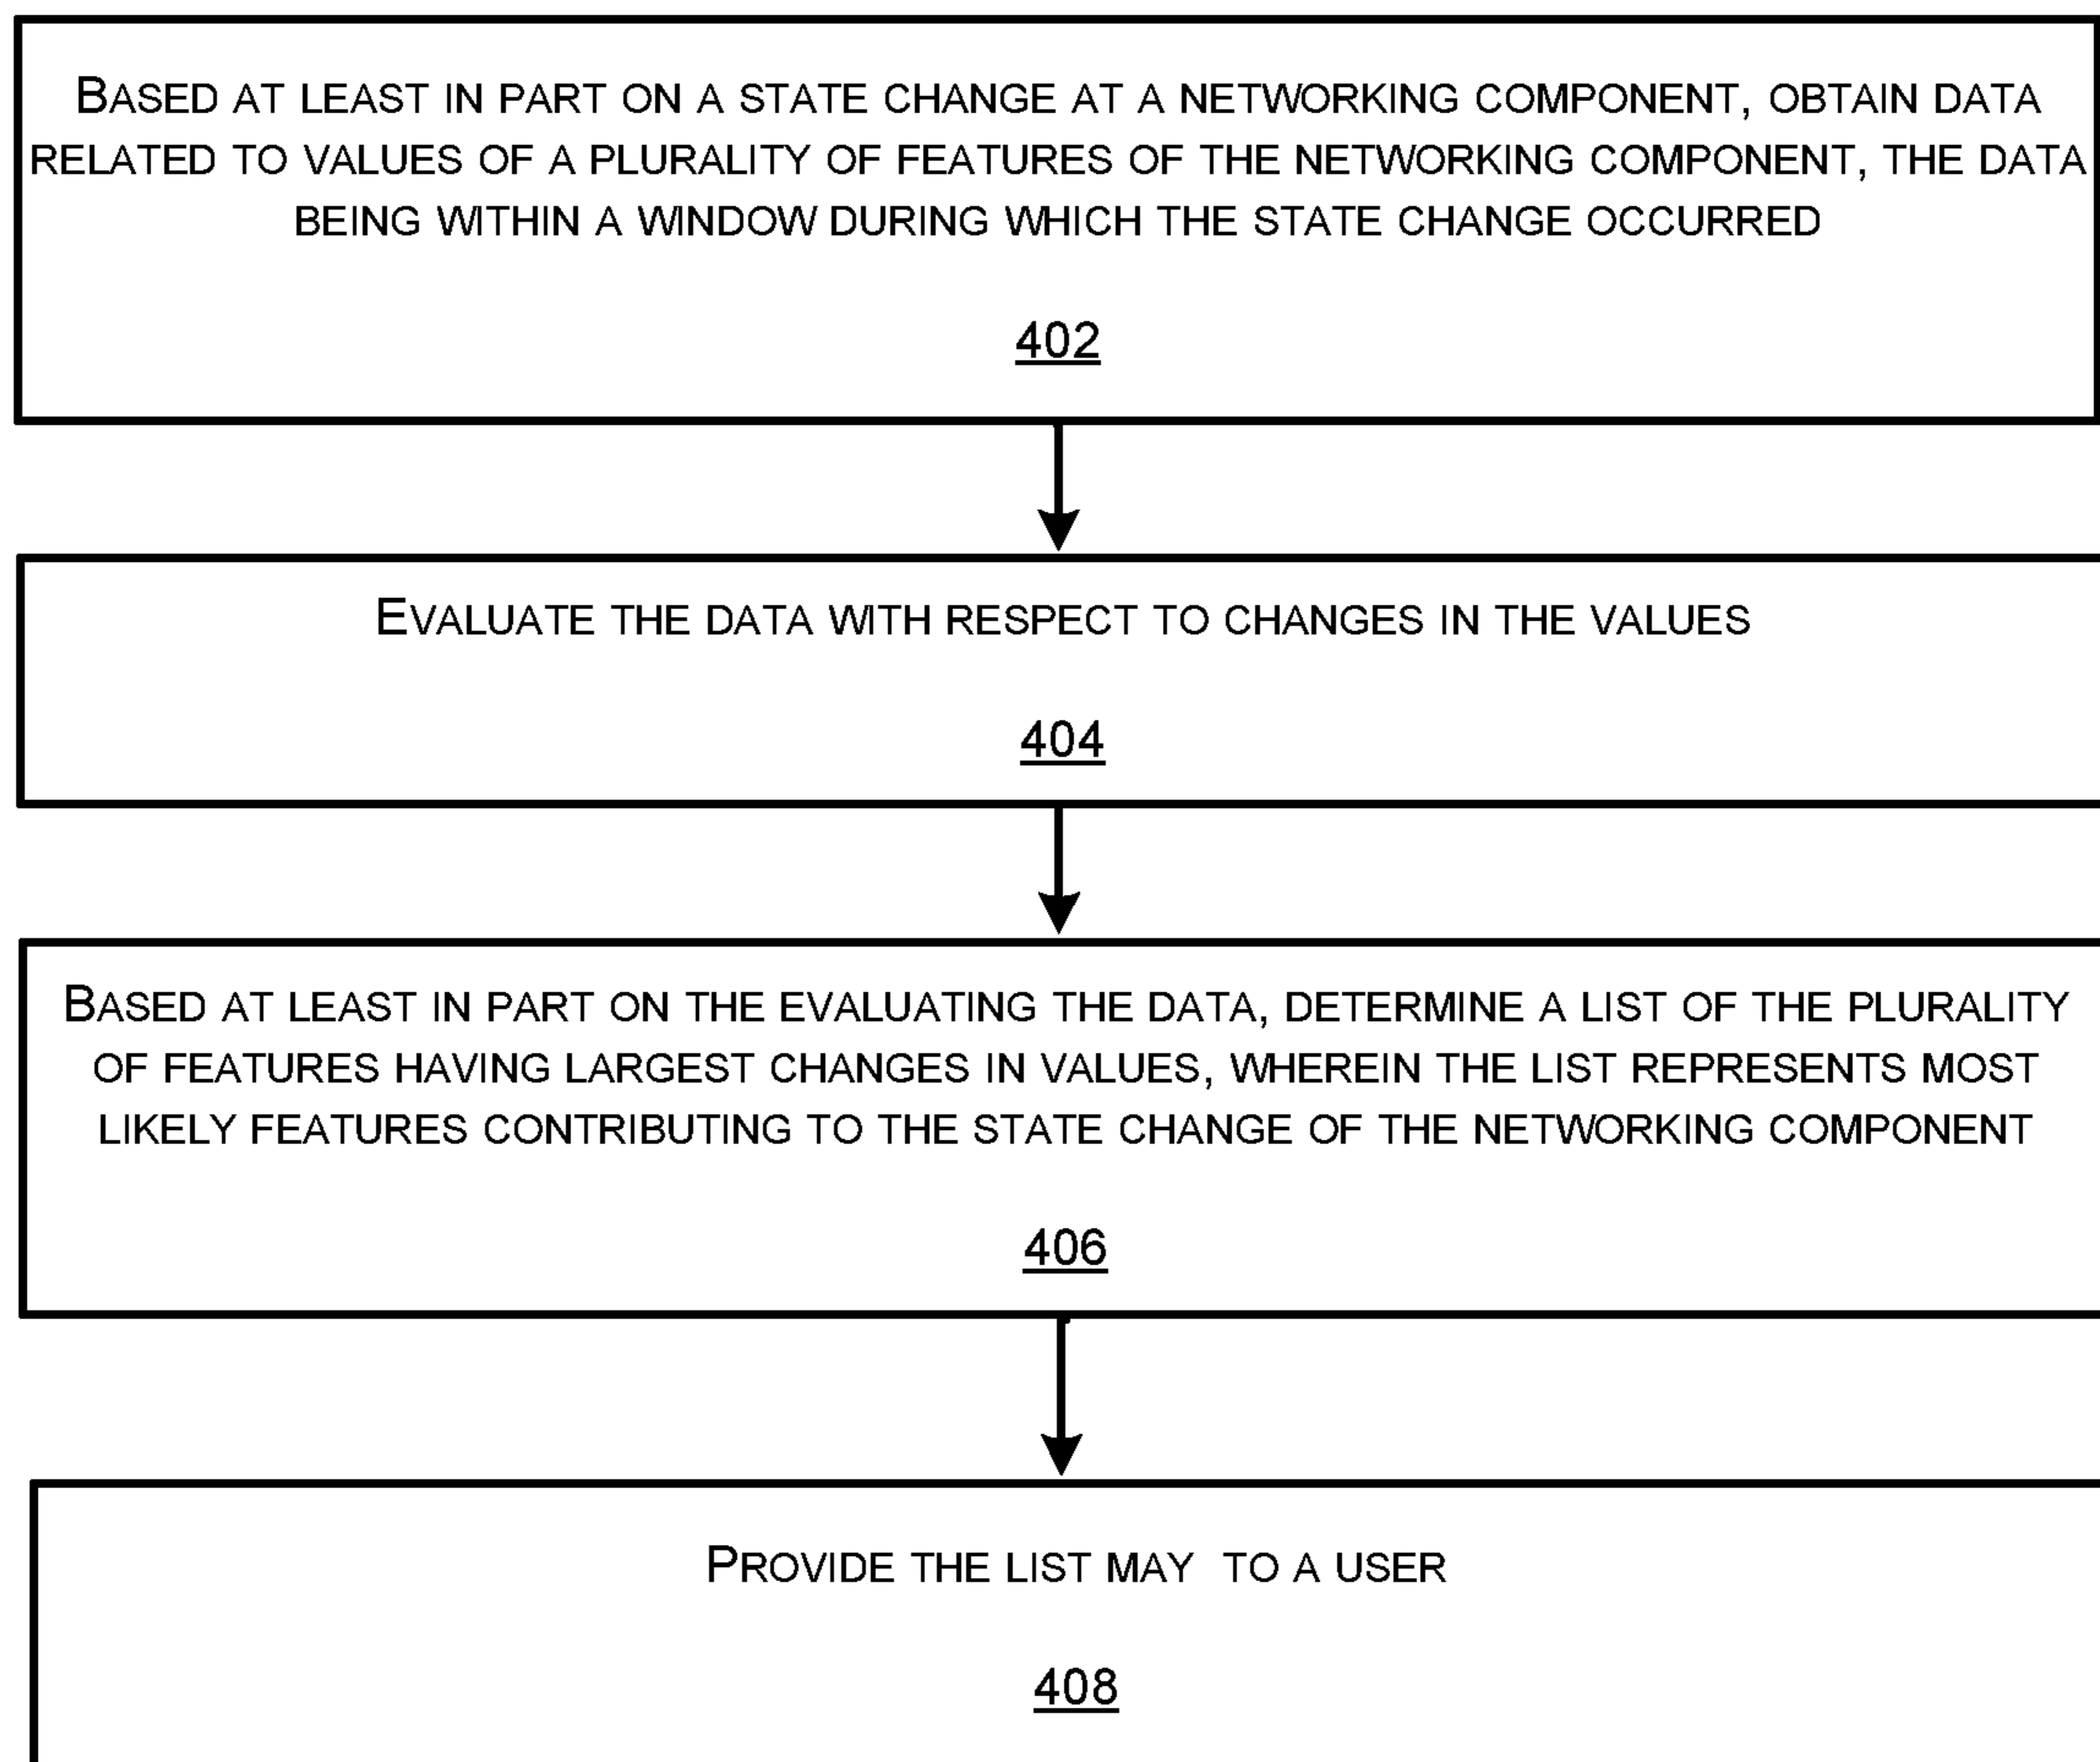 BASED AT LEAST IN PART ON A STATE CHANGE AT A NETWORKING COMPONENT, OBTAIN DATA
RELATED TO VALUES OF A PLURALITY OF FEATURES OF THE NETWORKING COMPONENT, THE DATA
BEING WITHIN A WINDOW DURING WHICH THE STATE CHANGE OCCURRED
402
EVALUATE THE DATA WITH RESPECT TO CHANGES IN THE VALUES
404
BASED AT LEAST IN PART ON THE EVALUATING THE DATA, DETERMINE A LIST OF THE PLURALITY
OF FEATURES HAVING LARGEST CHANGES IN VALUES, WHEREIN THE LIST REPRESENTS MOST
LIKELY FEATURES CONTRIBUTING TO THE STATE CHANGE OF THE NETWORKING COMPONENT
406
PROVIDE THE LIST MAY  TO A USER
408